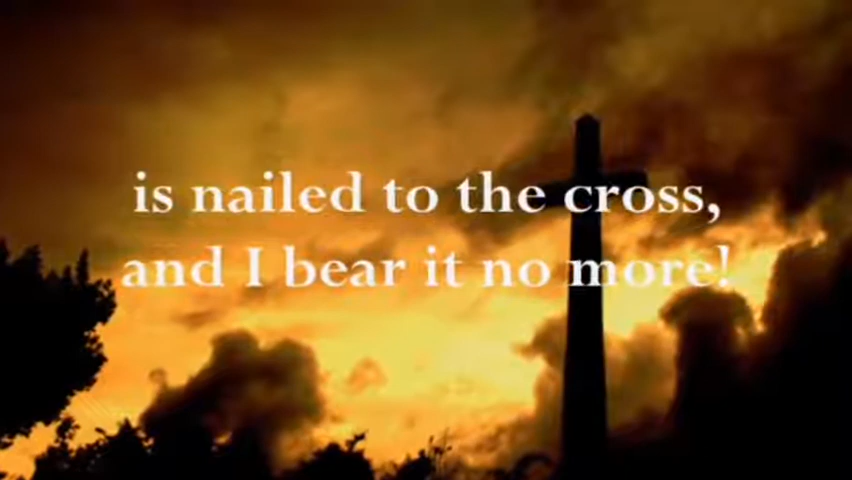 is nailed to the cross,
and I bear it no more!